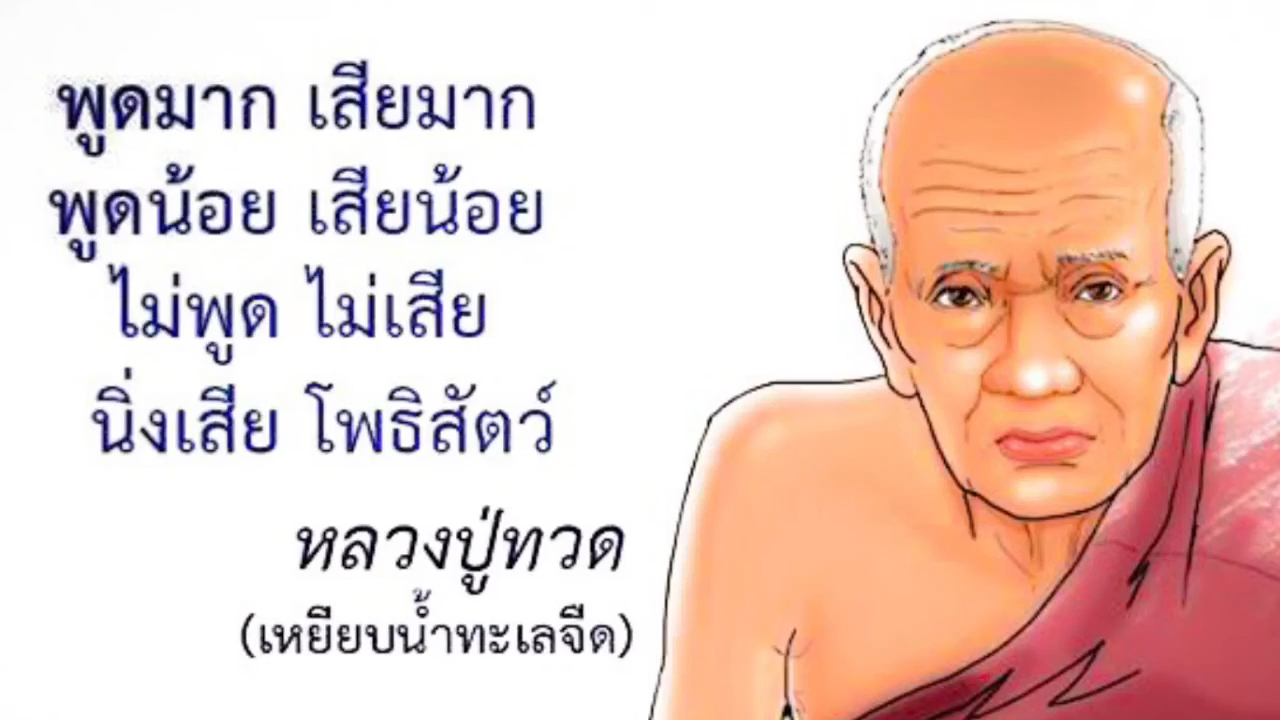 พูดมาก เสียมาก
พูดน้อย เสียน้อย
ไม่พูด ไม่เสีย
นิ่งเสีย โพธิสัตว์
หลวงปู่ทวด
(เหยียบน้ำทะเลจืด)